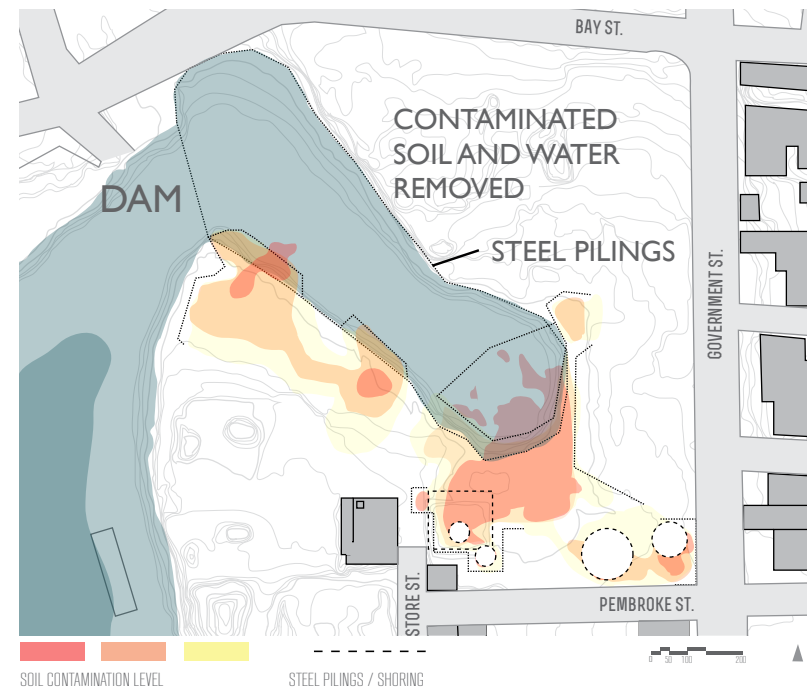 BAY ST.
CONTAMINATED
SOIL AND WATER
REMOVED
DAM
STEEL PILINGS
GOVERNMENT ST.
STORE ST.
PEMBROKE ST.
SOIL CONTAMINATION LEVEL
STEEL PILINGS / SHORING
0 50 100 200